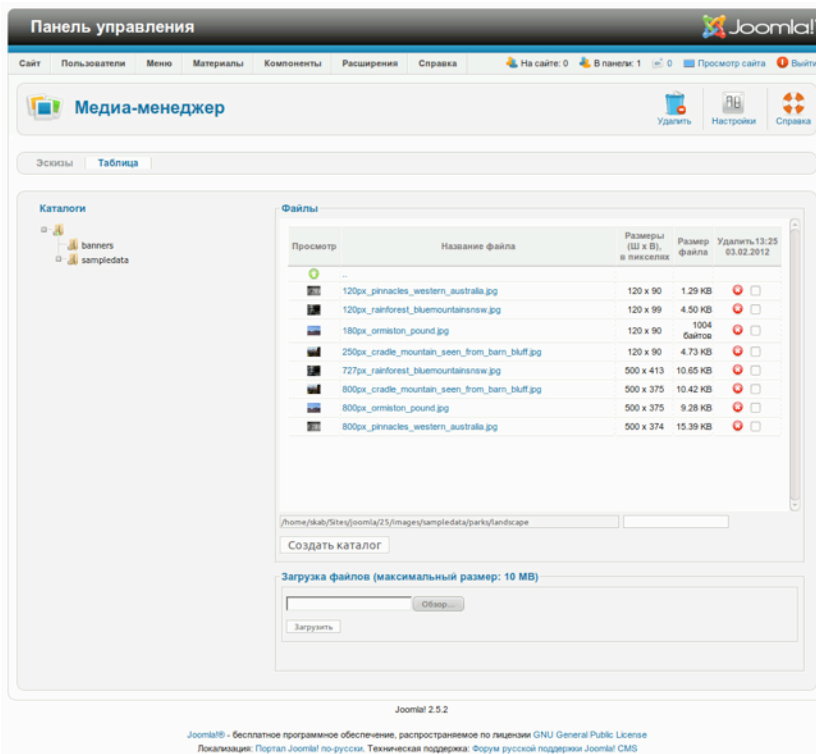 Панель управления
Joomla!
Сайт Пользователи Меню Материалы Компоненты Расширения Справка На сайте: 0 В панели: 1 0 Просмотр сайта Выйти
Медиа-менеджер
Удалить Настройки Справка
Эскизы Таблица
Каталоги
banners
sampledata
Файлы
Просмотр Название файла Размеры (Ш x В), в пикселях Размер файла Удалить13:25 03.02.2012
..
120px_pinnacles_western_australia.jpg 120 x 90 1.29 KB
120px_rainforest_bluemountainsnsw.jpg 120 x 99 4.50 KB
180px_ormiston_pound.jpg 120 x 90 1004 байтов
250px_cradle_mountain_seen_from_barn_bluff.jpg 120 x 90 4.73 KB
727px_rainforest_bluemountainsnsw.jpg 500 x 413 10.65 KB
800px_cradle_mountain_seen_from_barn_bluff.jpg 500 x 375 10.42 KB
800px_ormiston_pound.jpg 500 x 375 9.28 KB
800px_pinnacles_western_australia.jpg 500 x 374 15.39 KB
/home/skab/Sites/joomla/25/images/sampledata/parks/landscape
Создать каталог
Загрузка файлов (максимальный размер: 10 MB)
Обзор...
Загрузить
Joomla! 2.5.2
Joomla!® - бесплатное программное обеспечение, распространяемое по лицензии GNU General Public License
Локализация: Портал Joomla! по-русски. Техническая поддержка: Форум русской поддержки Joomla! CMS